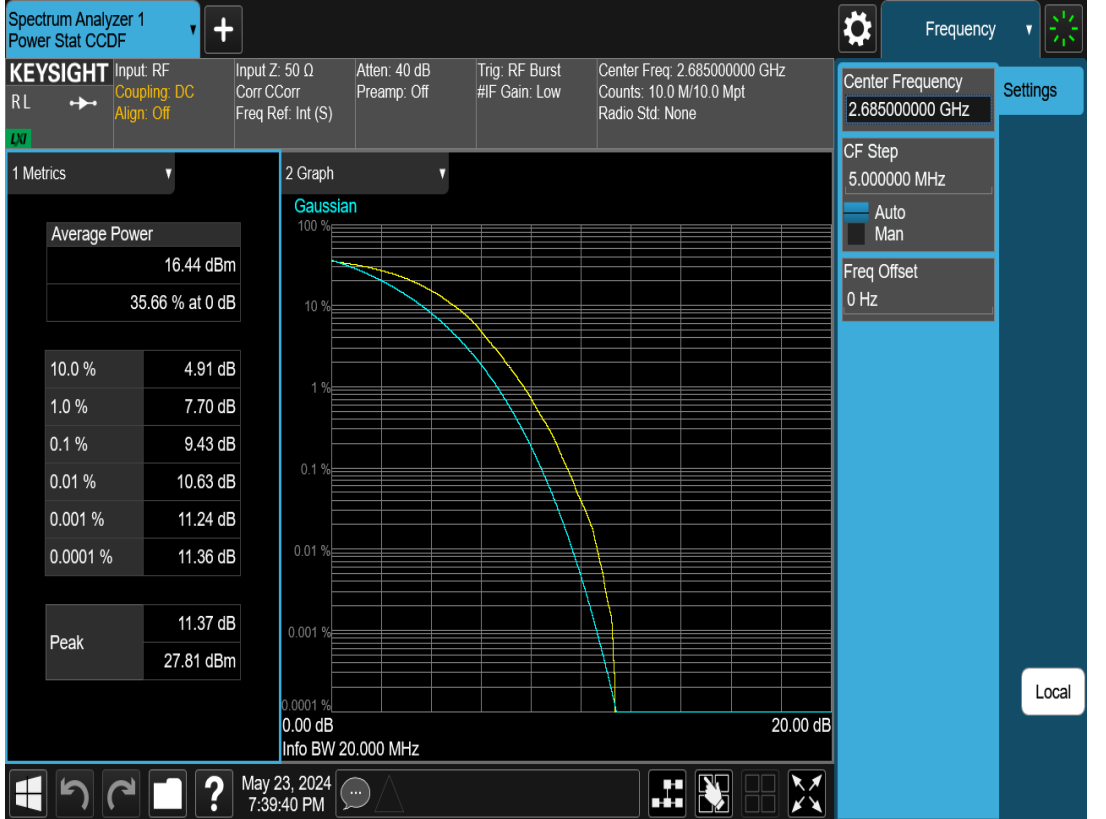 Spectrum Analyzer 1
Power Stat CCDF
+
Frequency
KEYSIGHT
RL
LXI
Input: RF
Coupling: DC
Align: Off
Input Z: 50 Ω
Corr CCorr
Freq Ref: Int (S)
Atten: 40 dB
Preamp: Off
Trig: RF Burst
#IF Gain: Low
Center Freq: 2.685000000 GHz
Counts: 10.0 M/10.0 Mpt
Radio Std: None
Center Frequency
2.685000000 GHz
Settings
CF Step
5.000000 MHz
Auto
Man
Freq Offset
0 Hz
Local
1 Metrics
Average Power
16.44 dBm
35.66 % at 0 dB
10.0 % 4.91 dB
1.0 % 7.70 dB
0.1 % 9.43 dB
0.01 % 10.63 dB
0.001 % 11.24 dB
0.0001 % 11.36 dB
Peak
11.37 dB
27.81 dBm
2 Graph
Gaussian
100 %
10 %
1 %
0.1 %
0.01 %
0.001 %
0.0001 %
0.00 dB 20.00 dB
Info BW 20.000 MHz
?
May 23, 2024
7:39:40 PM